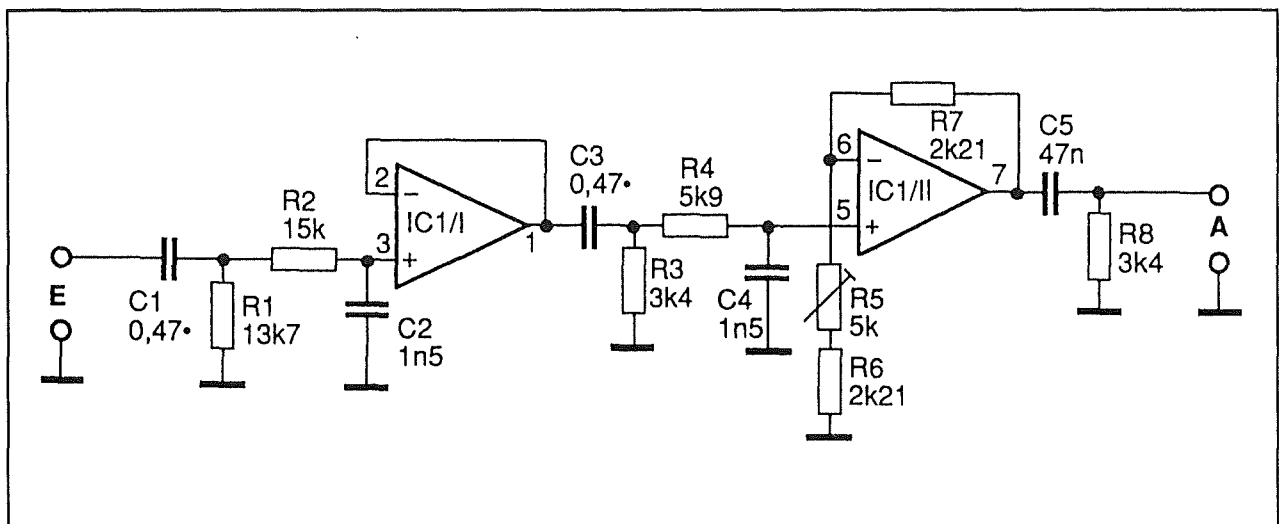 E
C1
0,47•
R1
13k7
R2
15k
C2
1n5
2
−
3
+
IC1/I
1
C3
0,47•
R3
3k4
R4
5k9
C4
1n5
R7
2k21
6
−
5
+
IC1/II
7
R5
5k
R6
2k21
C5
47n
R8
3k4
A